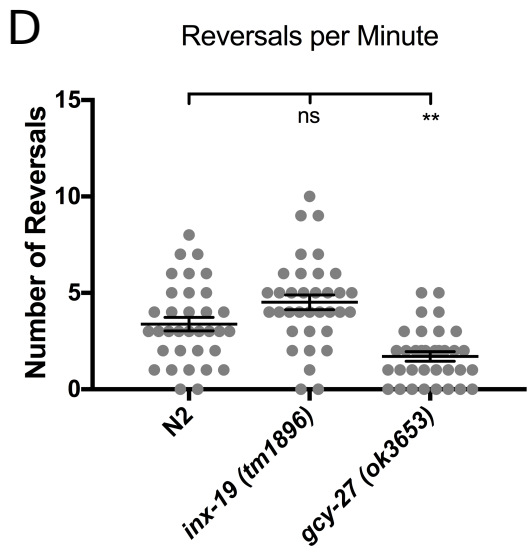 D
Reversals per Minute
Number of Reversals
15
10
5
0
ns
**
N2
inx-19 (tm1896)
gcy-27 (ok3653)